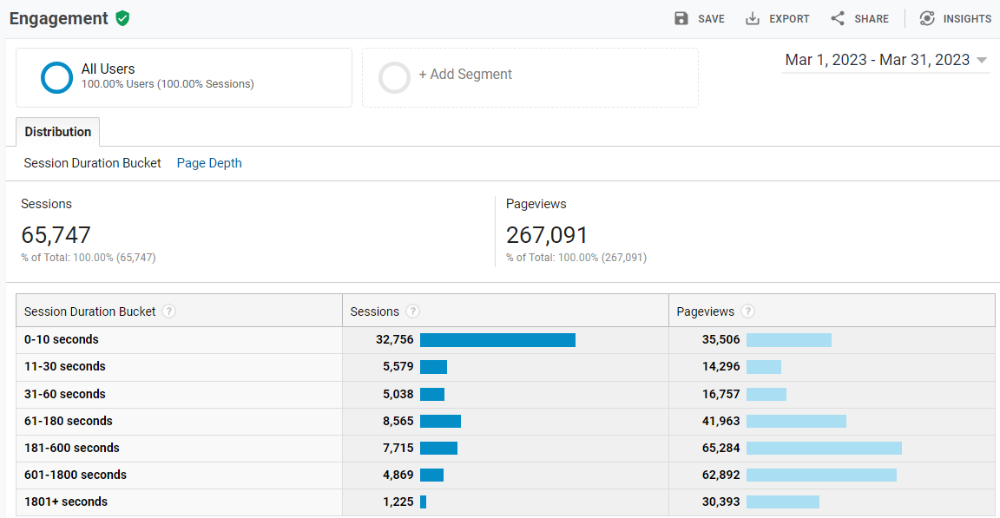 Engagement
SAVE EXPORT SHARE INSIGHTS
All Users
100.00% Users (100.00% Sessions)
+ Add Segment
Mar 1, 2023 - Mar 31, 2023
Distribution
Session Duration Bucket Page Depth
Sessions
65,747
% of Total: 100.00% (65,747)
Pageviews
267,091
% of Total: 100.00% (267,091)
Session Duration Bucket ? Sessions ? Pageviews ?
0-10 seconds 32,756 35,506
11-30 seconds 5,579 14,296
31-60 seconds 5,038 16,757
61-180 seconds 8,565 41,963
181-600 seconds 7,715 65,284
601-1800 seconds 4,869 62,892
1801+ seconds 1,225 30,393